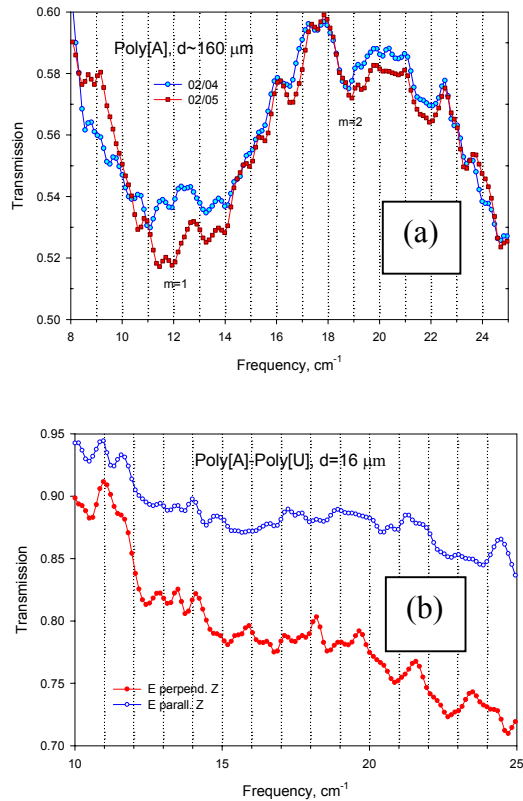 0.60
Poly[A], d~160 μm
02/04
02/05
0.58
0.56
m=2
Transmission
0.54
(a)
0.52
m=1
0.50
8 10 12 14 16 18 20 22 24
Frequency, cm-1
0.95
Poly[A]-Poly[U], d=16 μm
0.90
0.85
Transmission
0.80
(b)
0.75
E perpend. Z
E parall. Z
0.70
10 15 20 25
Frequency, cm-1